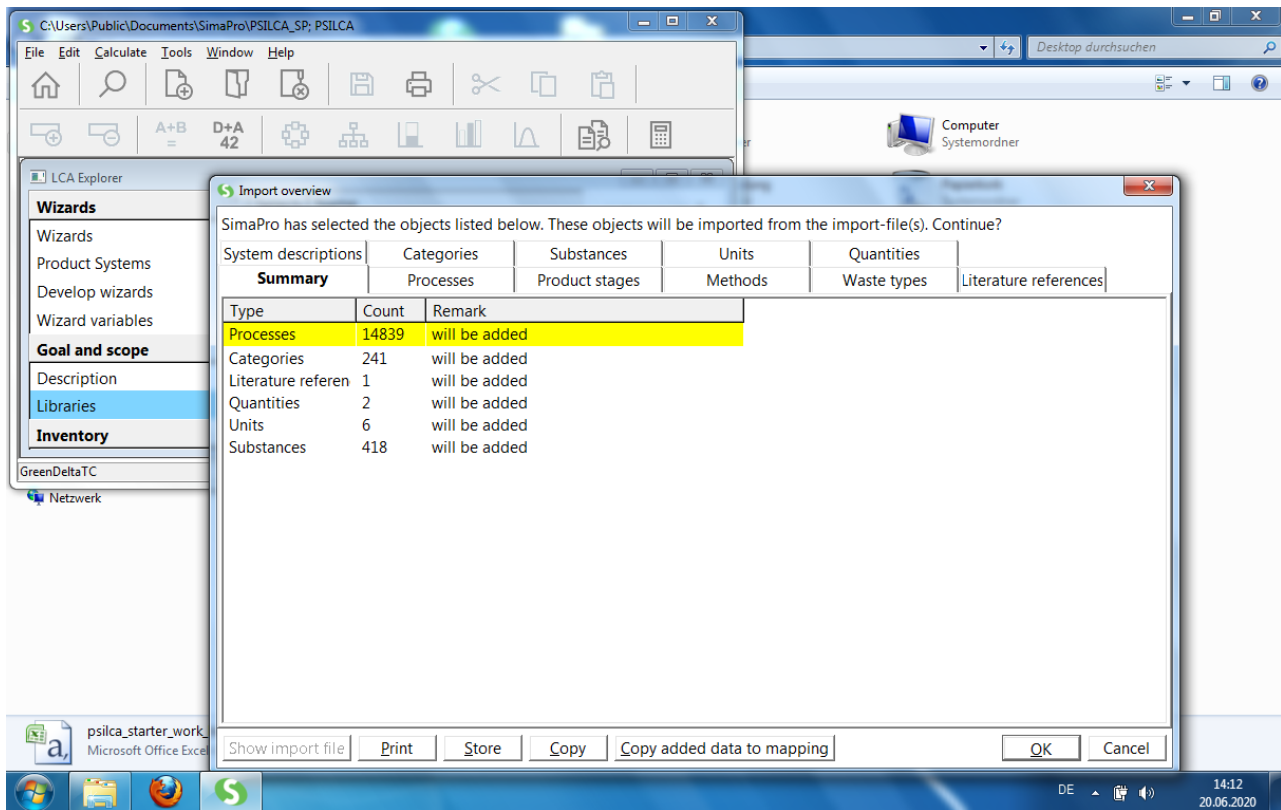 C:\Users\Public\Documents\SimaPro\PSILCA_SP; PSILCA
File Edit Calculate Tools Window Help
Desktop durchsuchen
A+B
=
D+A
42
Computer
Systemordner
LCA Explorer
Wizards
Wizards
Product Systems
Develop wizards
Wizard variables
Goal and scope
Description
Libraries
Inventory
GreenDeltaTC
Netzwerk
Import overview
SimaPro has selected the objects listed below. These objects will be imported from the import-file(s). Continue?
System descriptions Categories Substances Units Quantities
Summary Processes Product stages Methods Waste types Literature references
Type Count Remark
Processes 14839 will be added
Categories 241 will be added
Literature referen 1 will be added
Quantities 2 will be added
Units 6 will be added
Substances 418 will be added
Show import file Print Store Copy Copy added data to mapping OK Cancel
psilca_starter_work_
Microsoft Office Excel
DE
14:12
20.06.2020